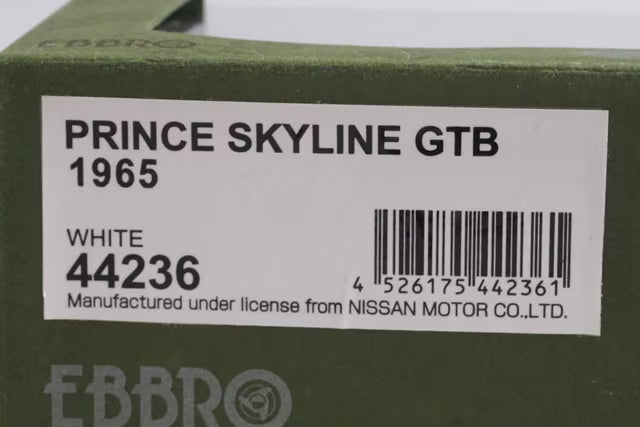 EBBRO
PRINCE SKYLINE GTB
1965
WHITE
44236
4 526175 442361
Manufactured under license from NISSAN MOTOR CO.,LTD.
EBBRO